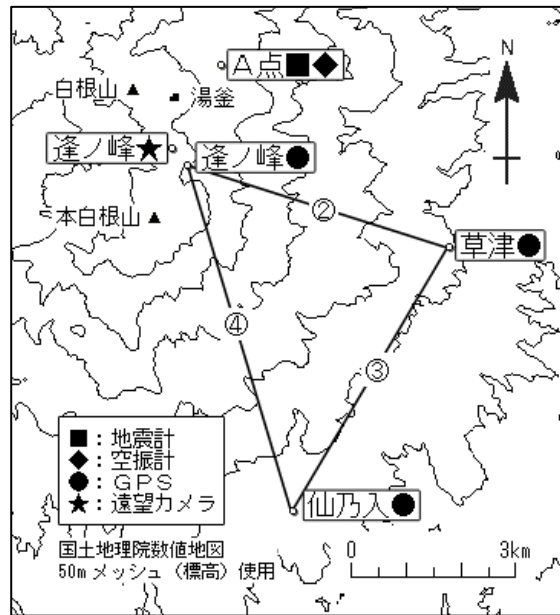 A点■◆
N
白根山▲
湯釜
逢ノ峰★
逢ノ峰●
②
本白根山▲
草津●
④
③
■：地震計
◆：空振計
●：GPS
★：遠望カメラ
仙乃入●
国土地理院数値地図
50mメッシュ（標高）使用
0 3km